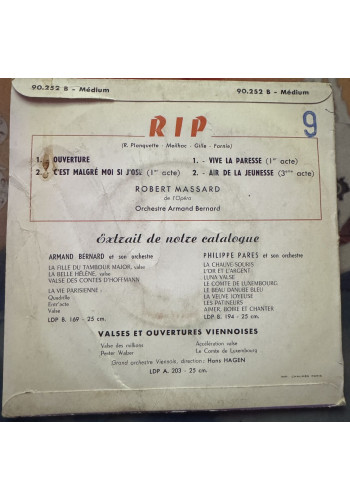 90.252 B - Médium
90.252 B - Médium
RIP
9
(R. Planquette - Meilhac - Gille - Farnie)
1. OUVERTURE
2. C'EST MALGRÉ MOI SI J'OSE (1er acte)
1. - VIVE LA PARESSE (1er acte)
2. - AIR DE LA JEUNESSE (3ème acte)
ROBERT MASSARD
de l'Opéra
Orchestre Armand Bernard
Extrait de notre catalogue
ARMAND BERNARD et son orchestre
LA FILLE DU TAMBOUR MAJOR, valse
LA BELLE HÉLÈNE, valse
VALSE DES CONTES D'HOFFMANN
LA VIE PARISIENNE :
Quadrille
Entr'acte
Valse
LDP B. 169 - 25 cm.
PHILIPPE PARES et son orchestre
LA CHAUVE-SOURIS
L'OR ET L'ARGENT
LUNA VALSE
LE COMTE DE LUXEMBOURG
LE BEAU DANUBE BLEU
LA VEUVE JOYEUSE
LES PATINEURS
AIMER, BOIRE ET CHANTER
LDP B. 194 - 25 cm.
VALSES ET OUVERTURES VIENNOISES
Valse des millions
Pester Walzer
Accélération valse
Le Comte de Luxembourg
Grand orchestre Viennois, direction : Hans HAGEN
LDP A. 203 - 25 cm.